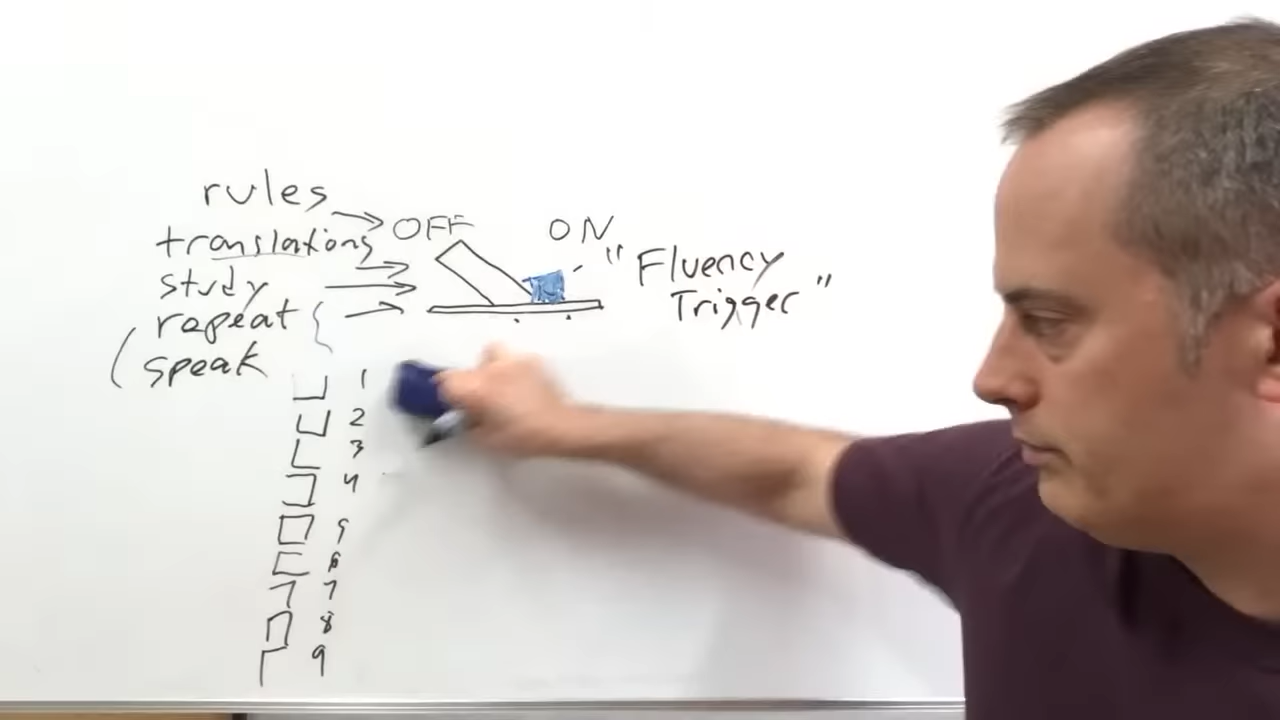 rules
translations
study
repeat
(speak
OFF
ON
"Fluency
Trigger"
1
2
3
4
5
6
7
8
9